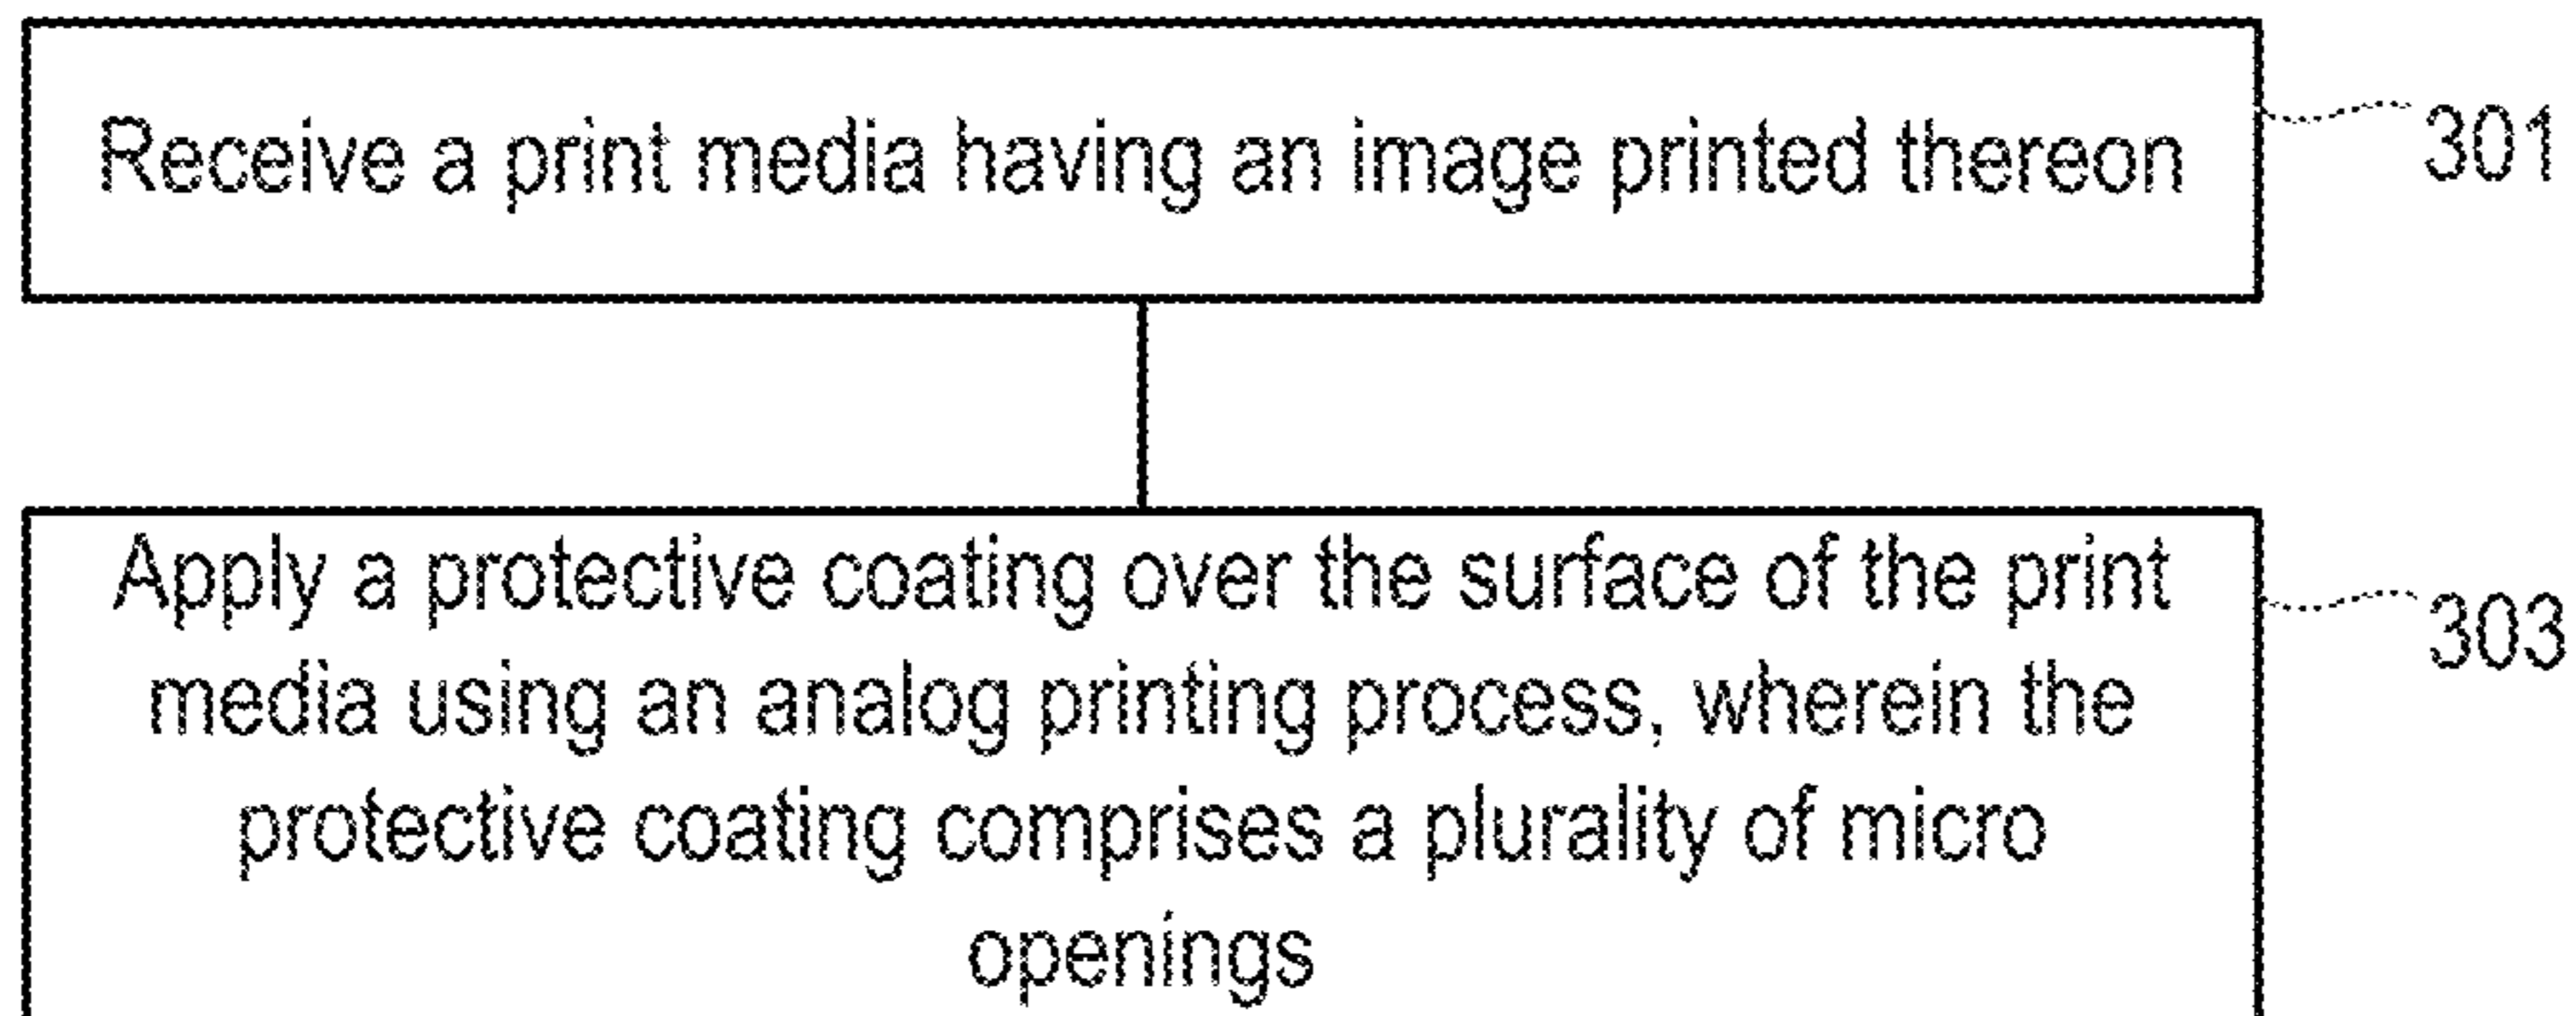 Receive a print media having an image printed thereon
301
Apply a protective coating over the surface of the print
303
media using an analog printing process, wherein the
protective coating comprises a plurality of micro
openings